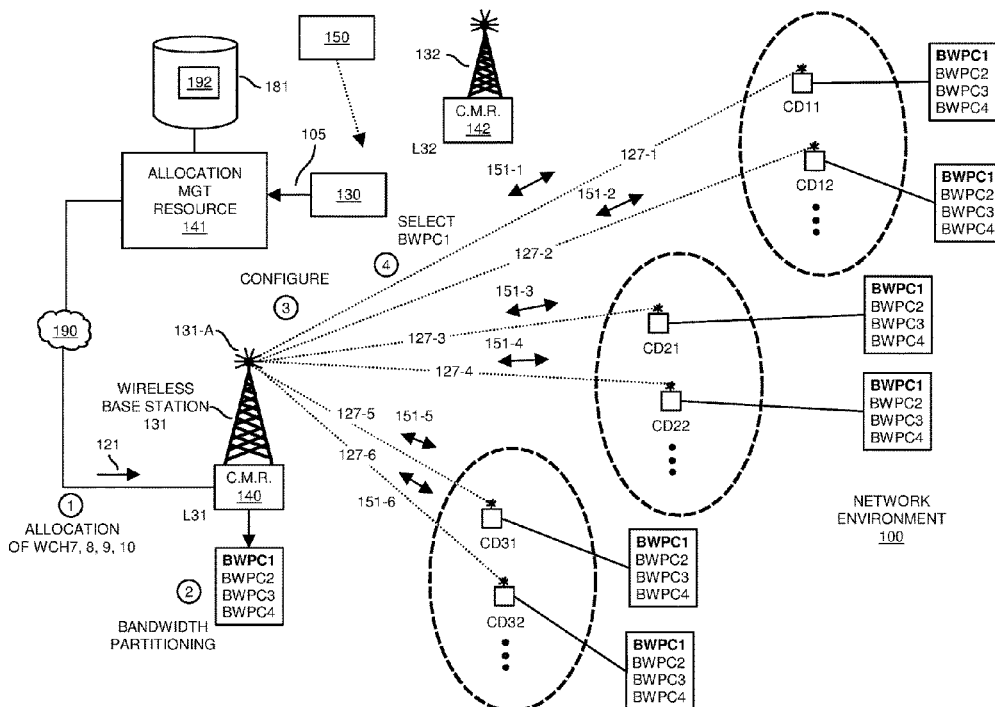 192
181
150
132
C.M.R.
142
L32
105
ALLOCATION
MGT
RESOURCE
141
130
SELECT
BWPC1
4
CONFIGURE
3
190
131-A
WIRELESS
BASE STATION
131
121
C.M.R.
140
L31
1
ALLOCATION
OF WCH7, 8, 9, 10
BWPC1
BWPC2
BWPC3
BWPC4
2
BANDWIDTH
PARTITIONING
151-1
127-1
151-2
127-2
151-3
127-3
151-4
127-4
127-5
151-5
127-6
151-6
CD11
BWPC1
BWPC2
BWPC3
BWPC4
CD12
BWPC1
BWPC2
BWPC3
BWPC4
CD21
BWPC1
BWPC2
BWPC3
BWPC4
CD22
BWPC1
BWPC2
BWPC3
BWPC4
CD31
BWPC1
BWPC2
BWPC3
BWPC4
CD32
BWPC1
BWPC2
BWPC3
BWPC4
NETWORK
ENVIRONMENT
100